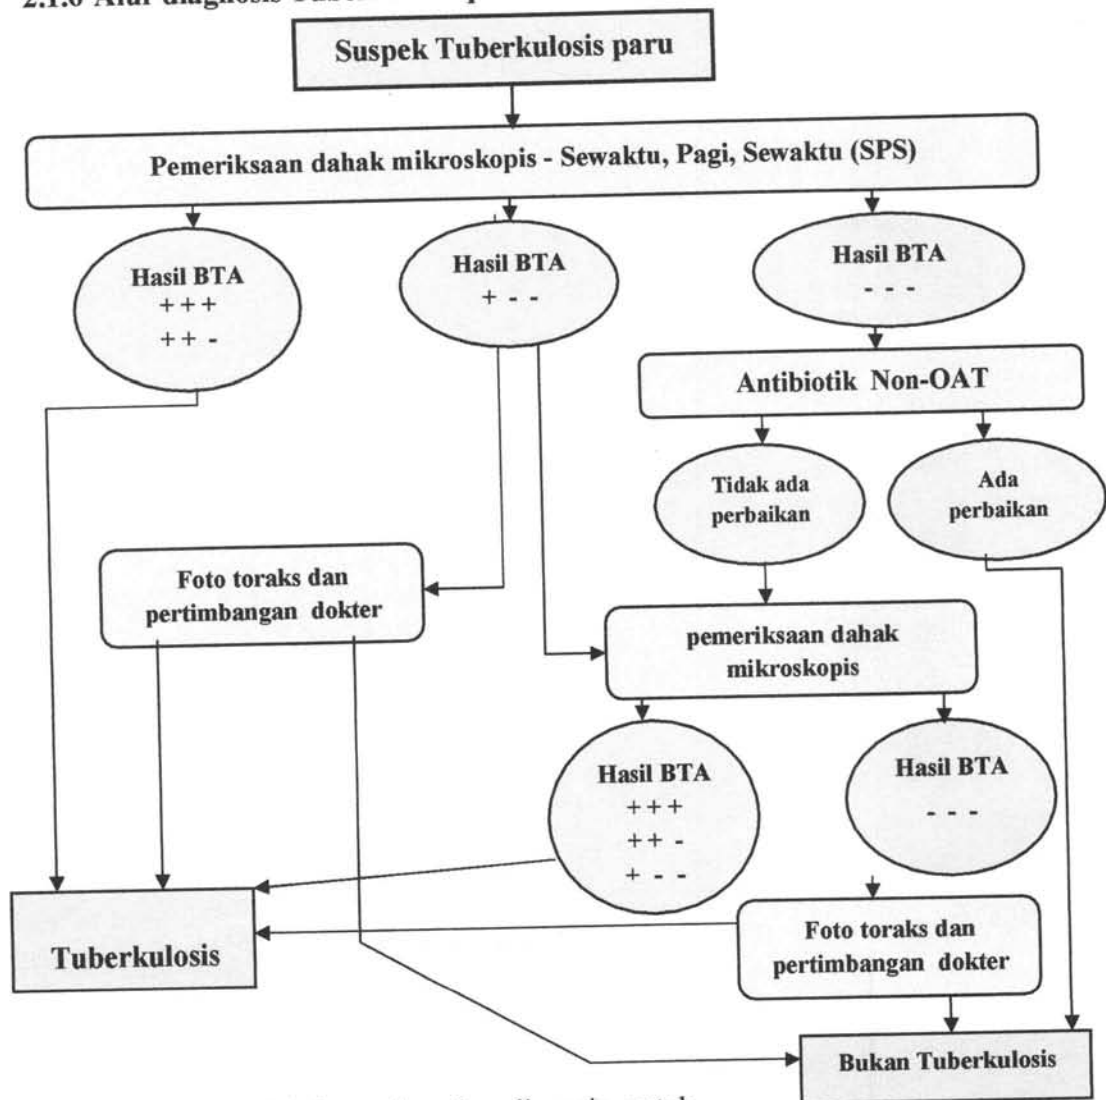 Suspek Tuberkulosis paru
Pemeriksaan dahak mikroskopis - Sewaktu, Pagi, Sewaktu (SPS)
Hasil BTA
+ + +
+ + -
Hasil BTA
+ - -
Hasil BTA
- - -
Antibiotik Non-OAT
Tidak ada
perbaikan
Ada
perbaikan
Foto toraks dan
pertimbangan dokter
pemeriksaan dahak
mikroskopis
Hasil BTA
+ + +
+ + -
+ - -
Hasil BTA
- - -
Foto toraks dan
pertimbangan dokter
Tuberkulosis
Bukan Tuberkulosis